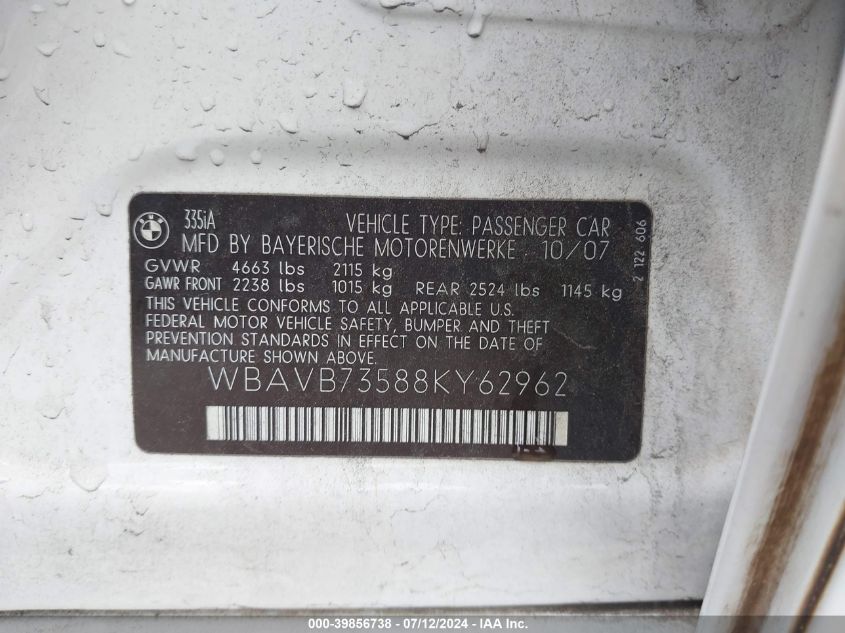 BMW
335iA
VEHICLE TYPE: PASSENGER CAR
MFD BY BAYERISCHE MOTORENWERKE 10/07
GVWR 4663 lbs 2115 kg
GAWR FRONT 2238 lbs 1015 kg REAR 2524 lbs 1145 kg
THIS VEHICLE CONFORMS TO ALL APPLICABLE U.S.
FEDERAL MOTOR VEHICLE SAFETY, BUMPER AND THEFT
PREVENTION STANDARDS IN EFFECT ON THE DATE OF
MANUFACTURE SHOWN ABOVE.
WBAVB73588KY62962
2 122 606
000-39856738 - 07/12/2024 - © IAA Holdings, LLC